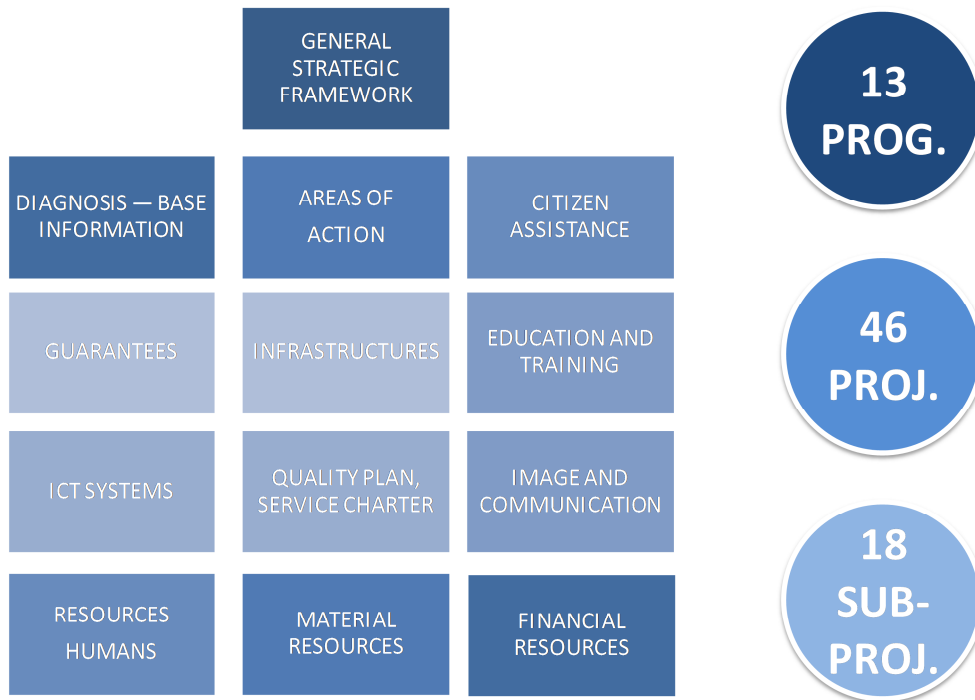 GENERAL
STRATEGIC
FRAMEWORK
DIAGNOSIS — BASE
INFORMATION
AREAS OF
ACTION
CITIZEN
ASSISTANCE
GUARANTEES
INFRASTRUCTURES
EDUCATION AND
TRAINING
ICT SYSTEMS
QUALITY PLAN,
SERVICE CHARTER
IMAGE AND
COMMUNICATION
RESOURCES
HUMANS
MATERIAL
RESOURCES
FINANCIAL
RESOURCES
13
PROG.
46
PROJ.
18
SUB-
PROJ.